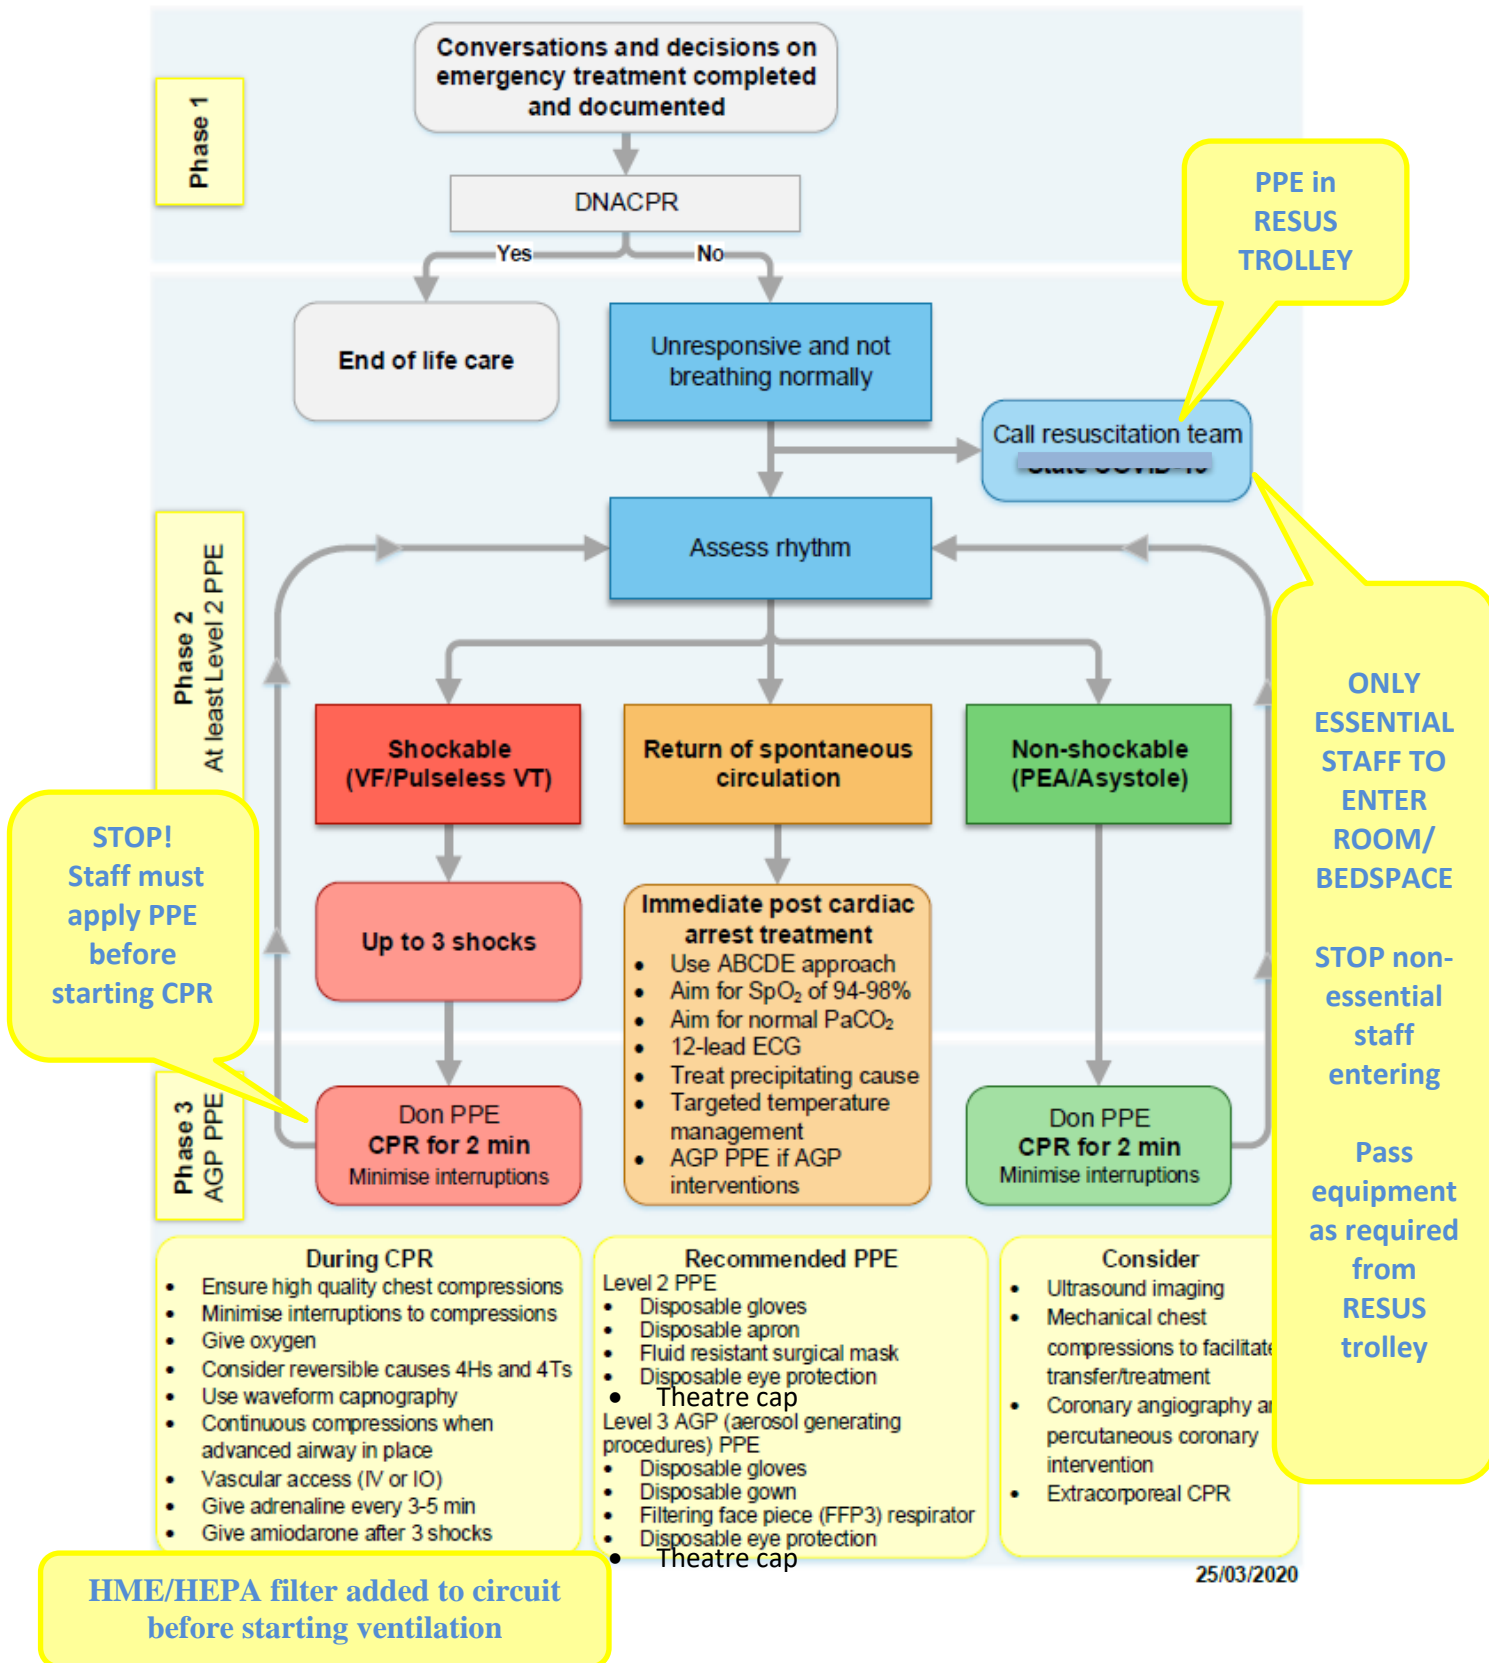 Conversations and decisions on
emergency treatment completed
and documented
Phase 1
DNACPR
Yes
No
PPE in
RESUS
TROLLEY
End of life care
Unresponsive and not
breathing normally
Call resuscitation team
Assess rhythm
Phase 2
At least Level 2 PPE
Shockable
(VF/Pulseless VT)
Return of spontaneous
circulation
Non-shockable
(PEA/Asystole)
ONLY
ESSENTIAL
STAFF TO
ENTER
ROOM/
BEDSPACE
STOP non-
essential
staff
entering
Pass
equipment
as required
from
RESUS
trolley
STOP!
Staff must
apply PPE
before
starting CPR
Up to 3 shocks
Immediate post cardiac
arrest treatment
• Use ABCDE approach
• Aim for SpO₂ of 94-98%
• Aim for normal PaCO₂
• 12-lead ECG
• Treat precipitating cause
• Targeted temperature
management
• AGP PPE if AGP
interventions
Phase 3
AGP PPE
Don PPE
CPR for 2 min
Minimise interruptions
Don PPE
CPR for 2 min
Minimise interruptions
During CPR
• Ensure high quality chest compressions
• Minimise interruptions to compressions
• Give oxygen
• Consider reversible causes 4Hs and 4Ts
• Use waveform capnography
• Continuous compressions when
advanced airway in place
• Vascular access (IV or IO)
• Give adrenaline every 3-5 min
• Give amiodarone after 3 shocks
Recommended PPE
Level 2 PPE
• Disposable gloves
• Disposable apron
• Fluid resistant surgical mask
• Disposable eye protection
• Theatre cap
Level 3 AGP (aerosol generating
procedures) PPE
• Disposable gloves
• Disposable gown
• Filtering face piece (FFP3) respirator
• Disposable eye protection
• Theatre cap
Consider
• Ultrasound imaging
• Mechanical chest
compressions to facilitate
transfer/treatment
• Coronary angiography
percutaneous coronary
intervention
• Extracorporeal CPR
25/03/2020
HME/HEPA filter added to circuit
before starting ventilation